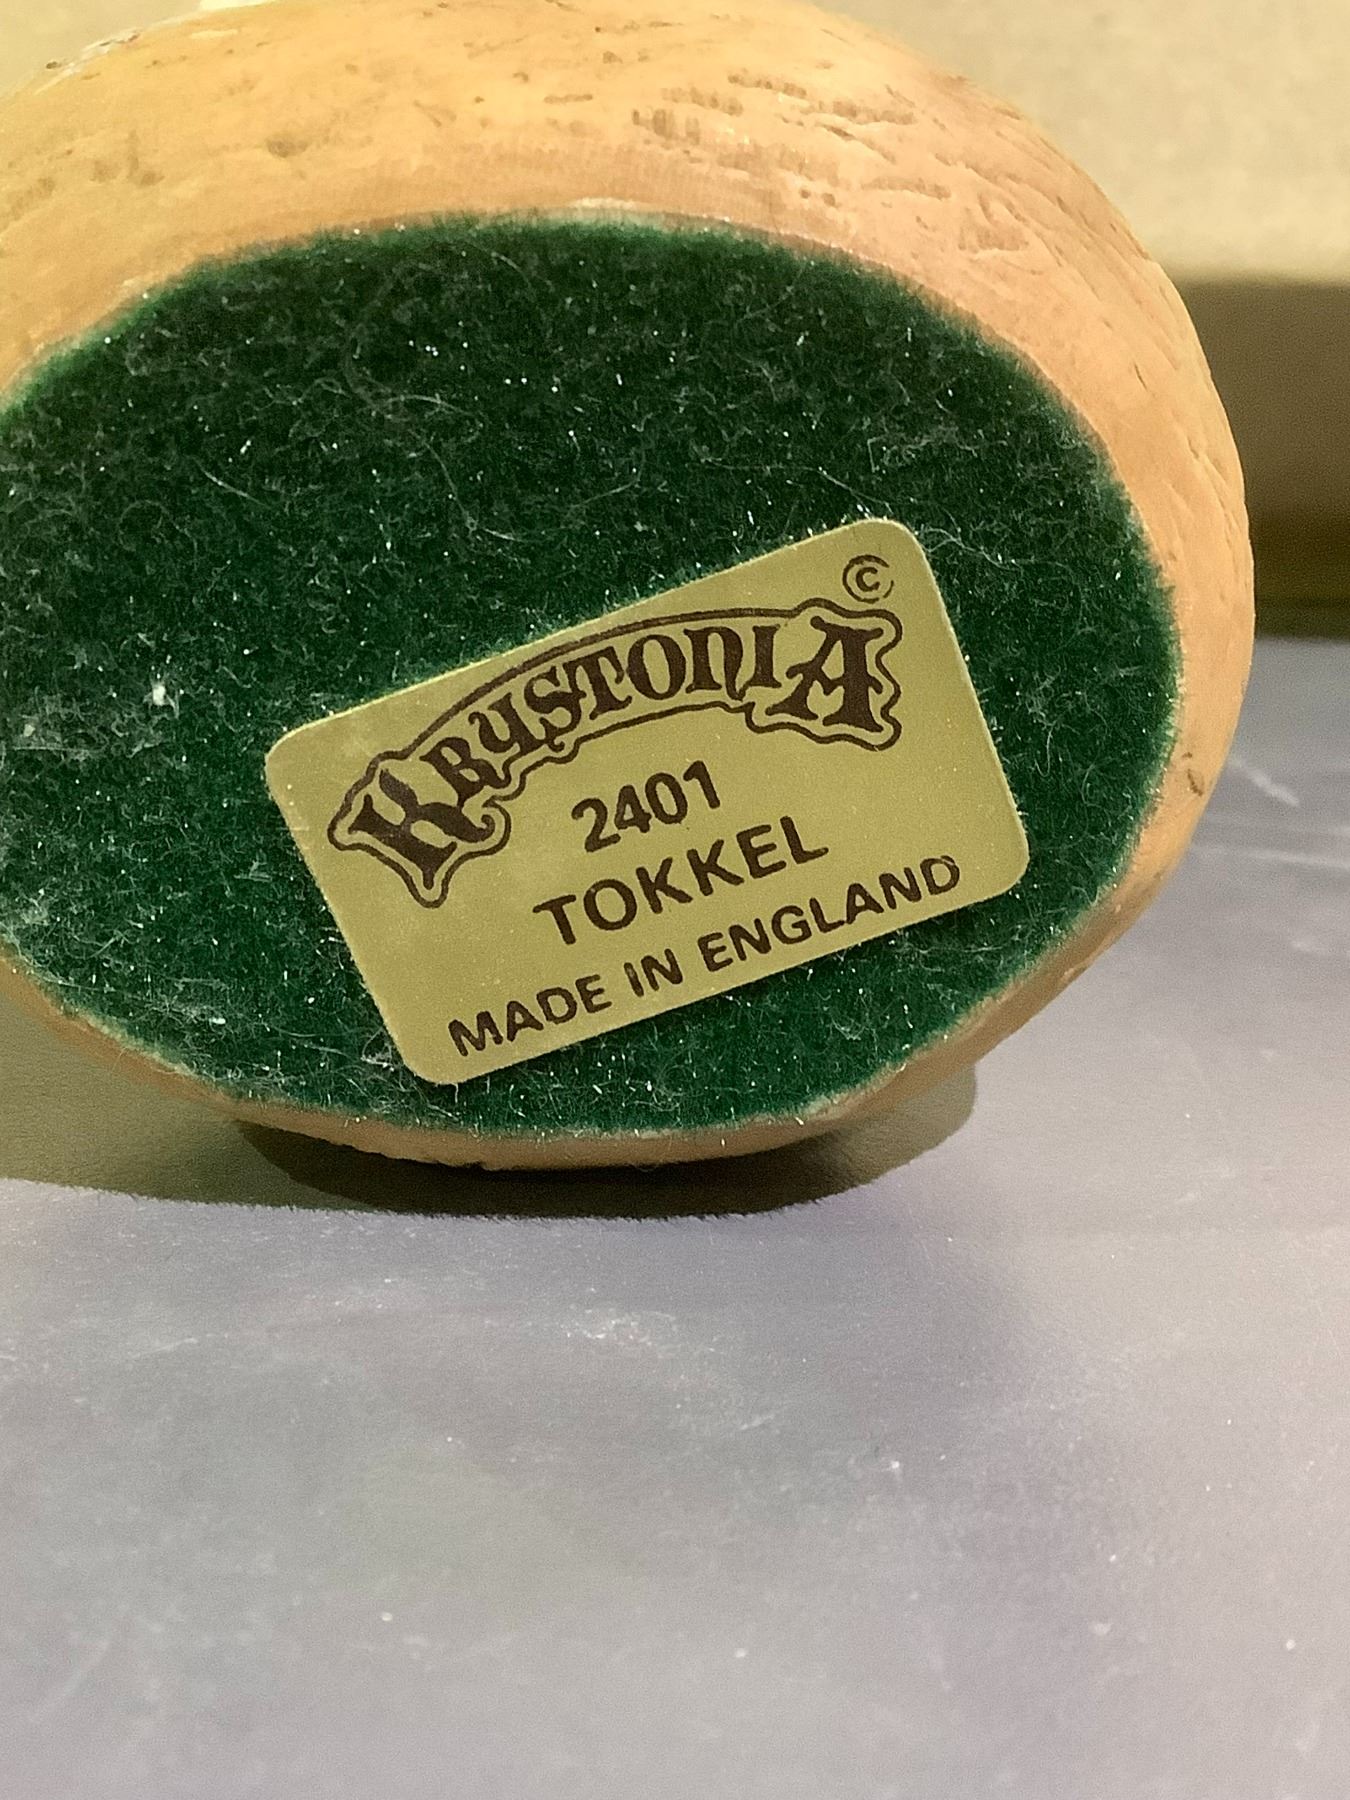 ©
KRYSTONIA
2401
TOKKEL
MADE IN ENGLAND